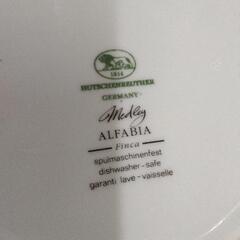 1814
HUTSCHENREUTHER
GERMANY
Medley
ALFABIA
Finca
spülmaschinenfest
dishwasher-safe
garanti lave-vaisselle